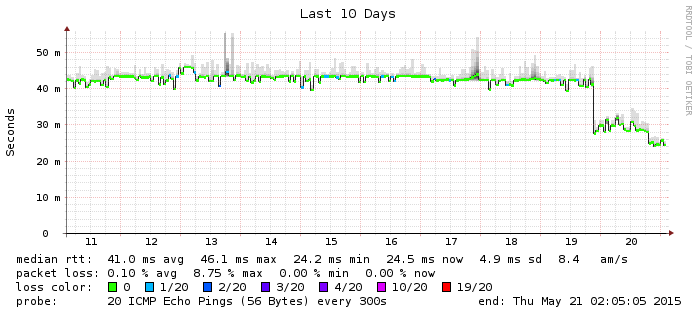 Last 10 Days
RRDTOOL / TOBI OETIKER
Seconds
50 m
40 m
30 m
20 m
10 m
0
11 12 13 14 15 16 17 18 19 20
median rtt: 41.0 ms avg 46.1 ms max 24.2 ms min 24.5 ms now 4.9 ms sd 8.4 am/s
packet loss: 0.10 % avg 8.75 % max 0.00 % min 0.00 % now
loss color: 0 1/20 2/20 3/20 4/20 10/20 19/20
probe: 20 ICMP Echo Pings (56 Bytes) every 300s end: Thu May 21 02:05:05 2015